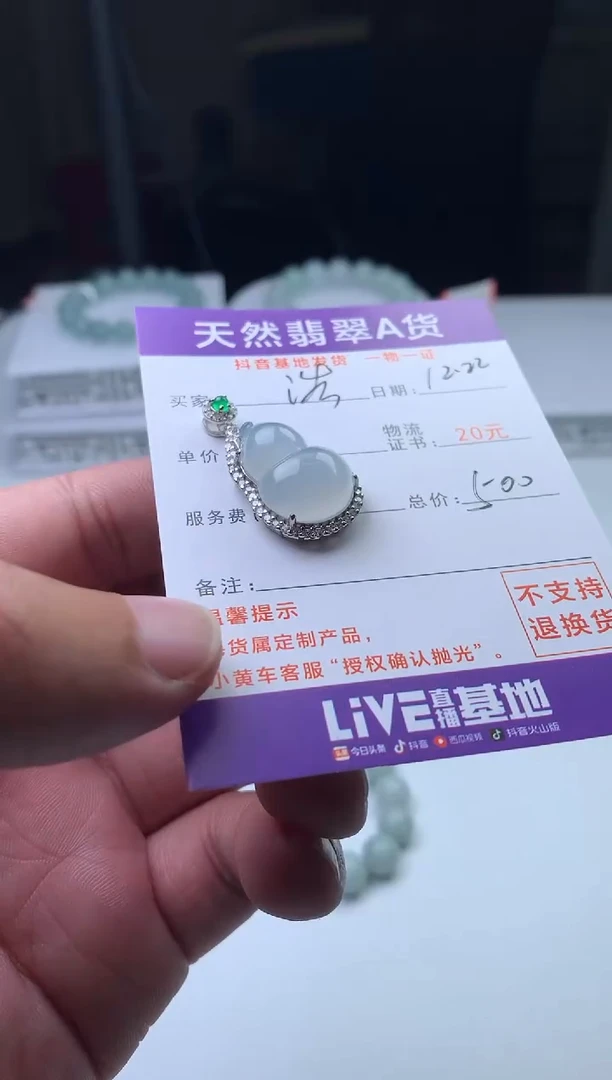 天然翡翠A货
抖音基地发货 一物一证
买家 浩 日期: 12.22
单价 物流证书: 20元
服务费 总价: 500
备注:
温馨提示
货属定制产品,
小黄车客服“授权确认抛光”。
不支持
退换货
LiVE直播基地
今日头条 抖音 西瓜视频 抖音火山版